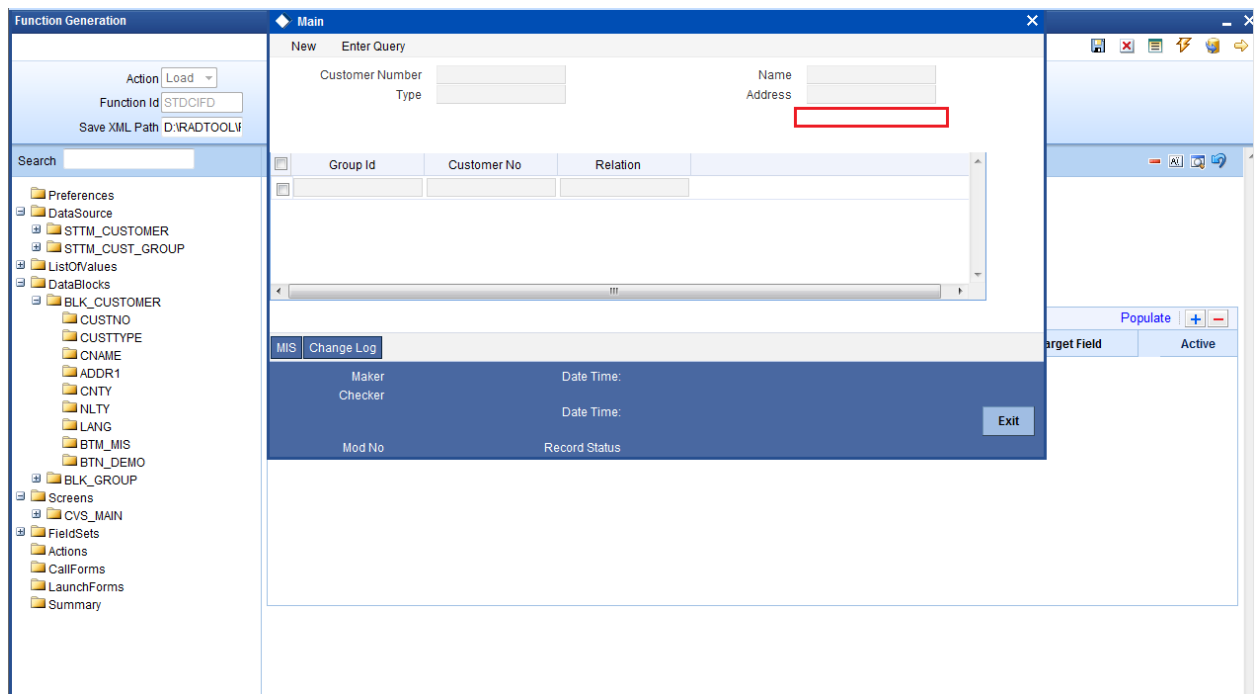 Function Generation
Action Load
Function Id STDCIFD
Save XML Path D:\RADTOOL\
Search
Preferences
DataSource
STTM_CUSTOMER
STTM_CUST_GROUP
ListOfValues
DataBlocks
BLK_CUSTOMER
CUSTNO
CUSTTYPE
CNAME
ADDR1
CNTY
NLTY
LANG
BTM_MIS
BTN_DEMO
BLK_GROUP
Screens
CVS_MAIN
FieldSets
Actions
CallForms
LaunchForms
Summary
Main
New Enter Query
Customer Number Name
Type Address
Group Id Customer No Relation
MIS Change Log
Maker Date Time:
Checker
Date Time:
Exit
Mod No Record Status
Populate
arget Field Active